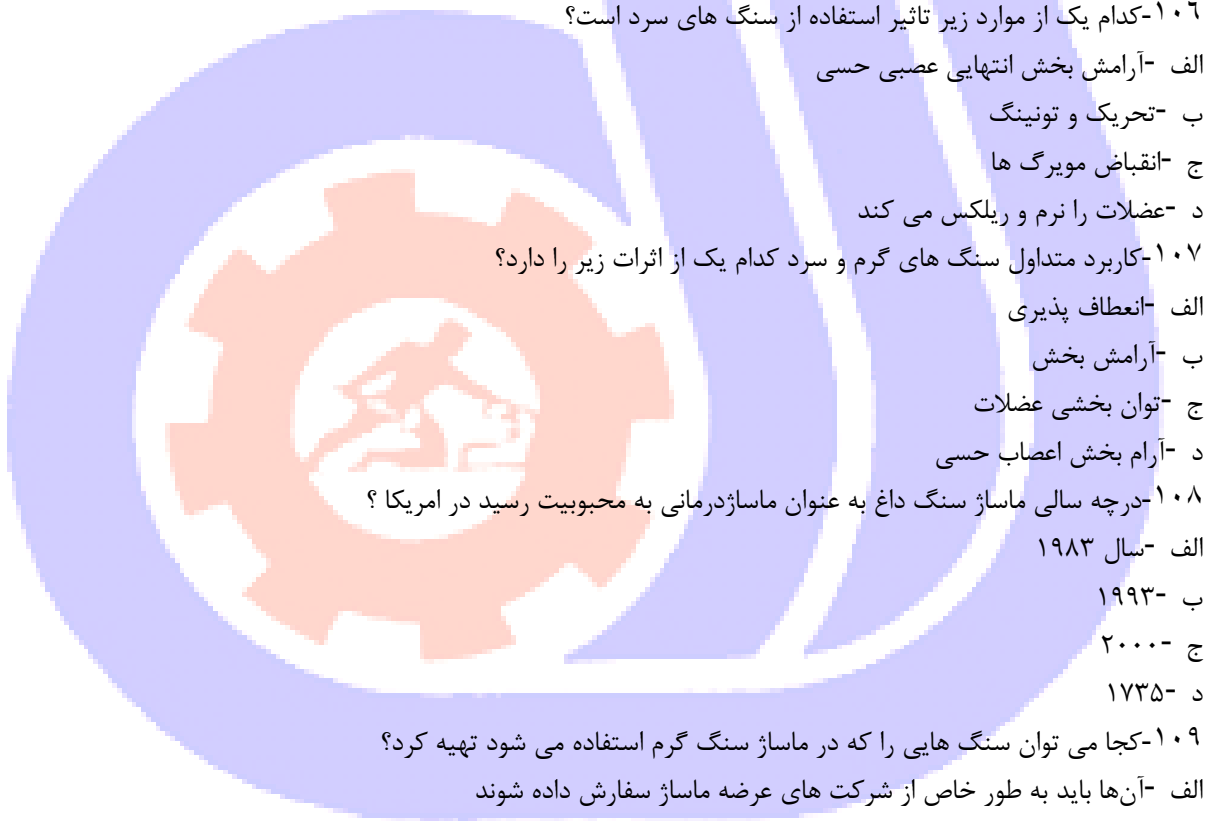 ۱۰۶-کدام یک از موارد زیر تاثیر استفاده از سنگ های سرد است؟
الف -آرامش بخش انتهایی عصبی حسی
ب -تحریک و تونینگ
ج -انقباض مویرگ ها
د -عضلات را نرم و ریلکس می کند
۱۰۷-کاربرد متداول سنگ های گرم و سرد کدام یک از اثرات زیر را دارد؟
الف -انعطاف پذیری
ب -آرامش بخش
ج -توان بخشی عضلات
د -آرام بخش اعصاب حسی
۱۰۸-درچه سالی ماساژ سنگ داغ به عنوان ماساژدرمانی به محبوبیت رسید در امریکا ؟
الف -سال ۱۹۸۳
ب -۱۹۹۳
ج -۲۰۰۰
د -۱۷۳۵
۱۰۹-کجا می توان سنگ هایی را که در ماساژ سنگ گرم استفاده می شود تهیه کرد؟
الف -آن‌ها باید به طور خاص از شرکت های عرضه ماساژ سفارش داده شوند